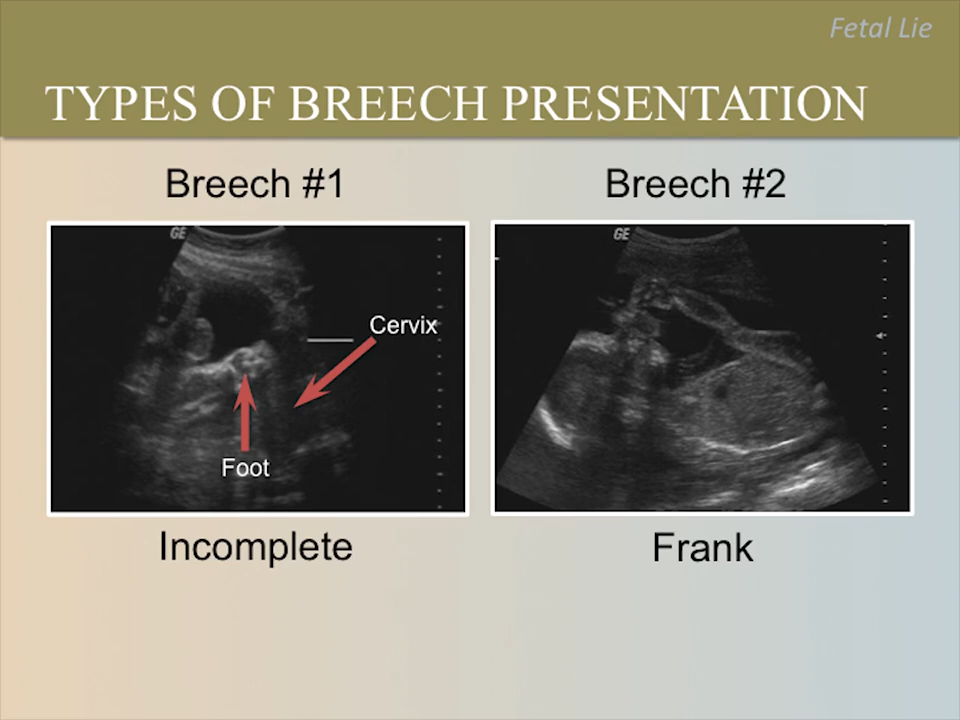 Fetal Lie
TYPES OF BREECH PRESENTATION
Breech #1
Breech #2
GE
Cervix
Foot
GE
Incomplete
Frank